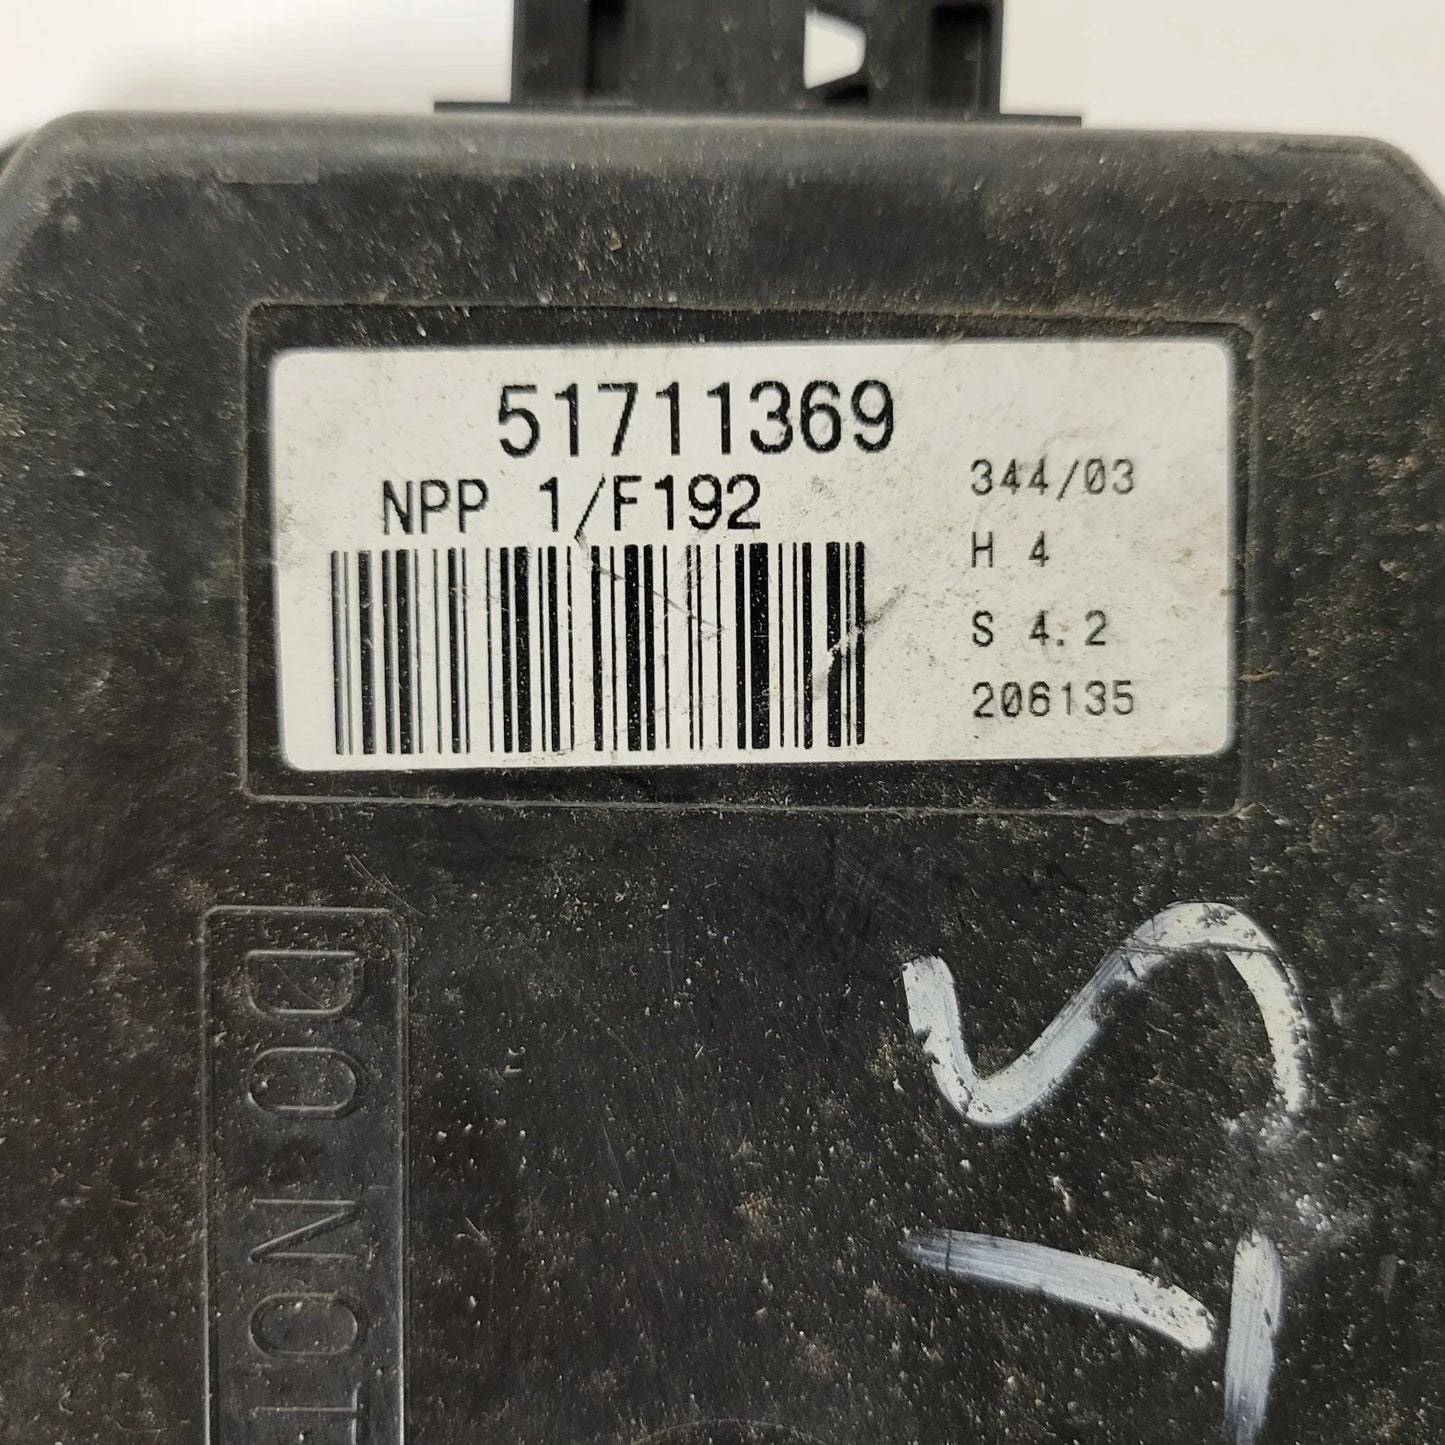 51711369
NPP 1/F192
344/03
H 4
S 4.2
206135
DO NOT